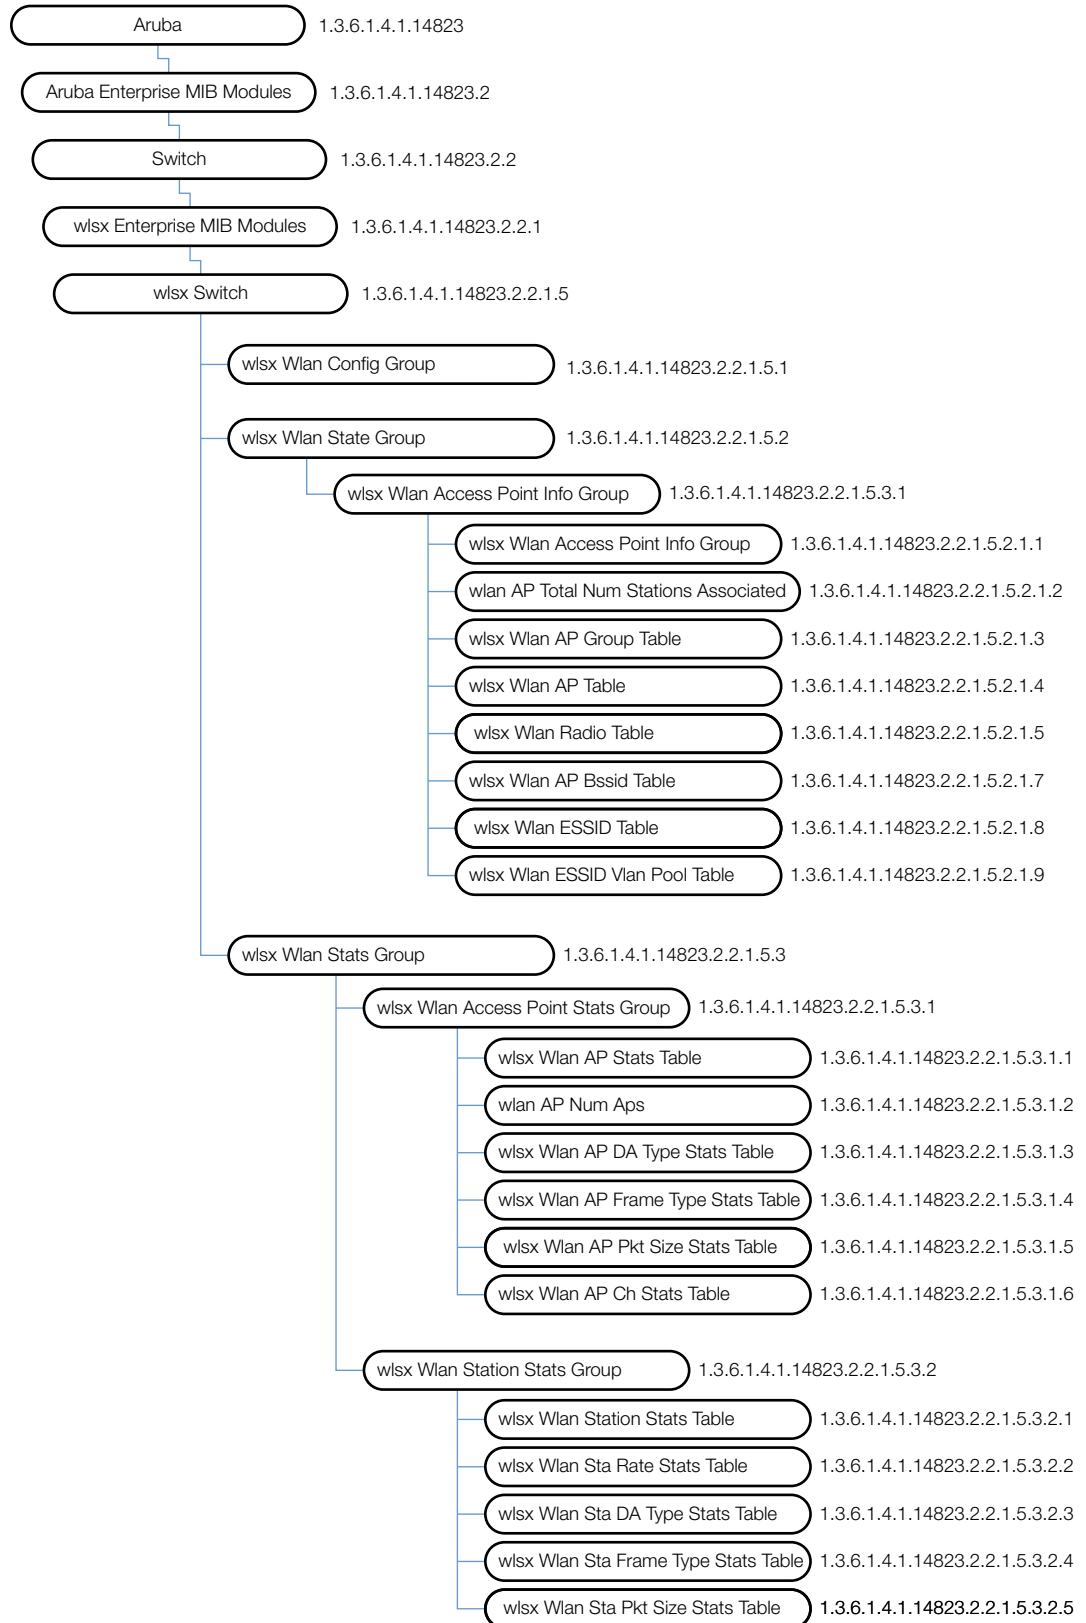 Aruba 1.3.6.1.4.1.14823
Aruba Enterprise MIB Modules 1.3.6.1.4.1.14823.2
Switch 1.3.6.1.4.1.14823.2.2
wlsx Enterprise MIB Modules 1.3.6.1.4.1.14823.2.2.1
wlsx Switch 1.3.6.1.4.1.14823.2.2.1.5
wlsx Wlan Config Group 1.3.6.1.4.1.14823.2.2.1.5.1
wlsx Wlan State Group 1.3.6.1.4.1.14823.2.2.1.5.2
wlsx Wlan Access Point Info Group 1.3.6.1.4.1.14823.2.2.1.5.3.1
wlsx Wlan Access Point Info Group 1.3.6.1.4.1.14823.2.2.1.5.2.1.1
wlan AP Total Num Stations Associated 1.3.6.1.4.1.14823.2.2.1.5.2.1.2
wlsx Wlan AP Group Table 1.3.6.1.4.1.14823.2.2.1.5.2.1.3
wlsx Wlan AP Table 1.3.6.1.4.1.14823.2.2.1.5.2.1.4
wlsx Wlan Radio Table 1.3.6.1.4.1.14823.2.2.1.5.2.1.5
wlsx Wlan AP Bssid Table 1.3.6.1.4.1.14823.2.2.1.5.2.1.7
wlsx Wlan ESSID Table 1.3.6.1.4.1.14823.2.2.1.5.2.1.8
wlsx Wlan ESSID Vlan Pool Table 1.3.6.1.4.1.14823.2.2.1.5.2.1.9
wlsx Wlan Stats Group 1.3.6.1.4.1.14823.2.2.1.5.3
wlsx Wlan Access Point Stats Group 1.3.6.1.4.1.14823.2.2.1.5.3.1
wlsx Wlan AP Stats Table 1.3.6.1.4.1.14823.2.2.1.5.3.1.1
wlan AP Num Aps 1.3.6.1.4.1.14823.2.2.1.5.3.1.2
wlsx Wlan AP DA Type Stats Table 1.3.6.1.4.1.14823.2.2.1.5.3.1.3
wlsx Wlan AP Frame Type Stats Table 1.3.6.1.4.1.14823.2.2.1.5.3.1.4
wlsx Wlan AP Pkt Size Stats Table 1.3.6.1.4.1.14823.2.2.1.5.3.1.5
wlsx Wlan AP Ch Stats Table 1.3.6.1.4.1.14823.2.2.1.5.3.1.6
wlsx Wlan Station Stats Group 1.3.6.1.4.1.14823.2.2.1.5.3.2
wlsx Wlan Station Stats Table 1.3.6.1.4.1.14823.2.2.1.5.3.2.1
wlsx Wlan Sta Rate Stats Table 1.3.6.1.4.1.14823.2.2.1.5.3.2.2
wlsx Wlan Sta DA Type Stats Table 1.3.6.1.4.1.14823.2.2.1.5.3.2.3
wlsx Wlan Sta Frame Type Stats Table 1.3.6.1.4.1.14823.2.2.1.5.3.2.4
wlsx Wlan Sta Pkt Size Stats Table 1.3.6.1.4.1.14823.2.2.1.5.3.2.5